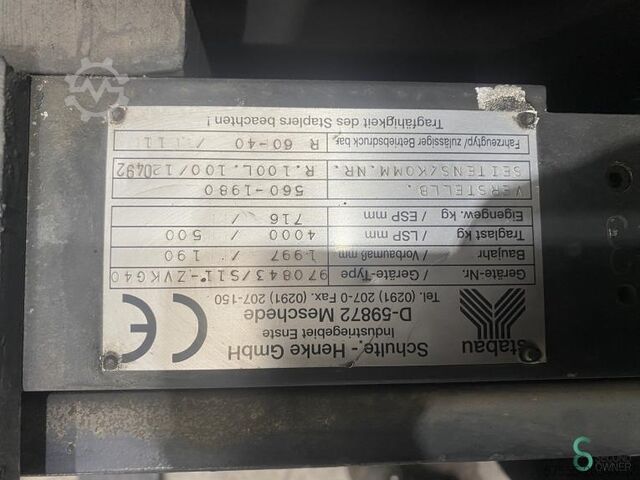 stabau
Schulte - Henke GmbH
Industriegebiet Enste
D-59872 Meschede
Tel. (0291) 207-0 Fax. (0291) 207-150
CE
Geräte-Nr. / Geräte-Type 970843/S11-ZVKG40
Baujahr / Vorbaumaß mm 1997 / 190
Traglast kg / LSP mm 4000 / 500
Eigengew. kg / ESP mm 716 /
VERSTELLB. 560-1980
SEITENS/KOMM.NR. R.100L.100/120492
Fahrzeugtyp/ zulässiger Betriebsdruck bar R 60-40 /
Tragfähigkeit des Staplers beachten !
SECOND
OWNER